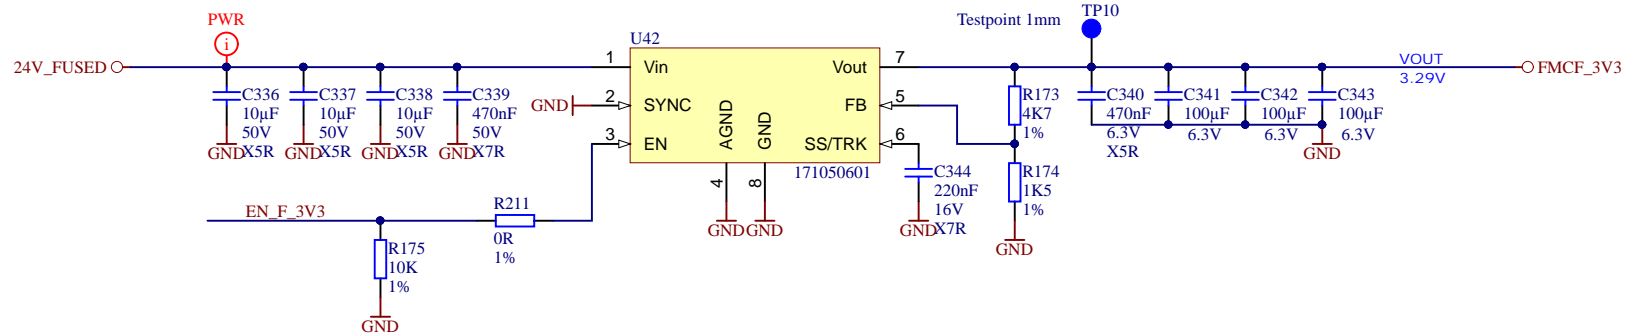 PWR
i
24V_FUSED
C336
10µF
50V
X5R
GND
C337
10µF
50V
X5R
GND
C338
10µF
50V
X5R
GND
C339
470nF
50V
X7R
GND
U42
1
Vin
GND
2
SYNC
3
EN
AGND
4
GND
8
GND
GND
Vout
7
FB
5
SS/TRK
6
171050601
C344
220nF
16V
X7R
GND
R173
4K7
1%
R174
1K5
1%
GND
Testpoint 1mm
TP10
C340
470nF
6.3V
X5R
C341
100µF
6.3V
C342
100µF
6.3V
C343
100µF
6.3V
GND
VOUT
3.29V
FMCF_3V3
EN_F_3V3
R211
0R
1%
R175
10K
1%
GND